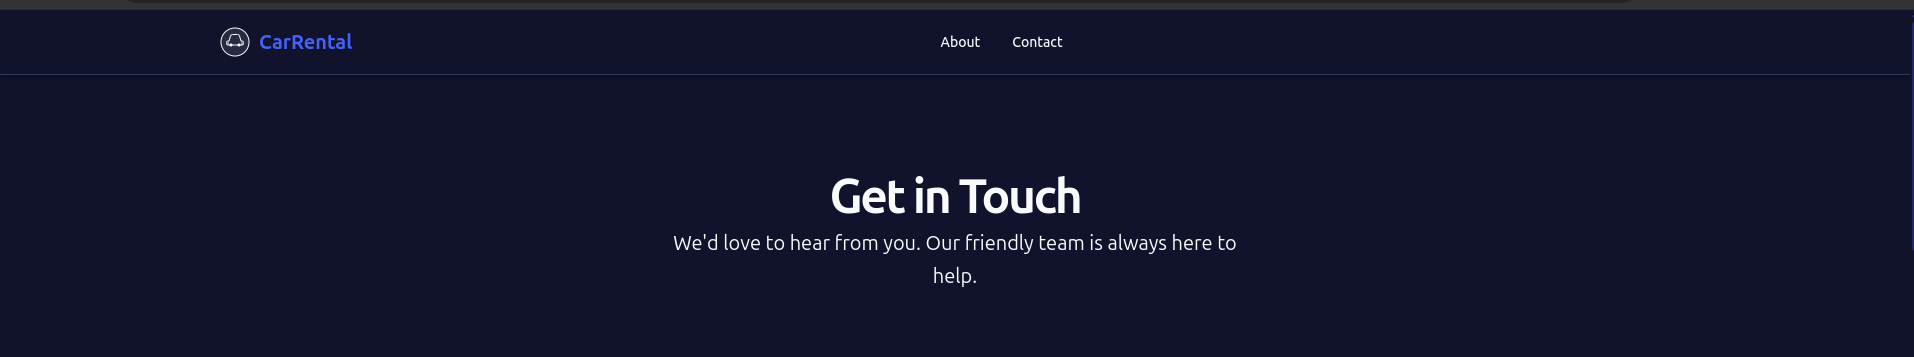 CarRental
About
Contact
Get in Touch
We'd love to hear from you. Our friendly team is always here to
help.